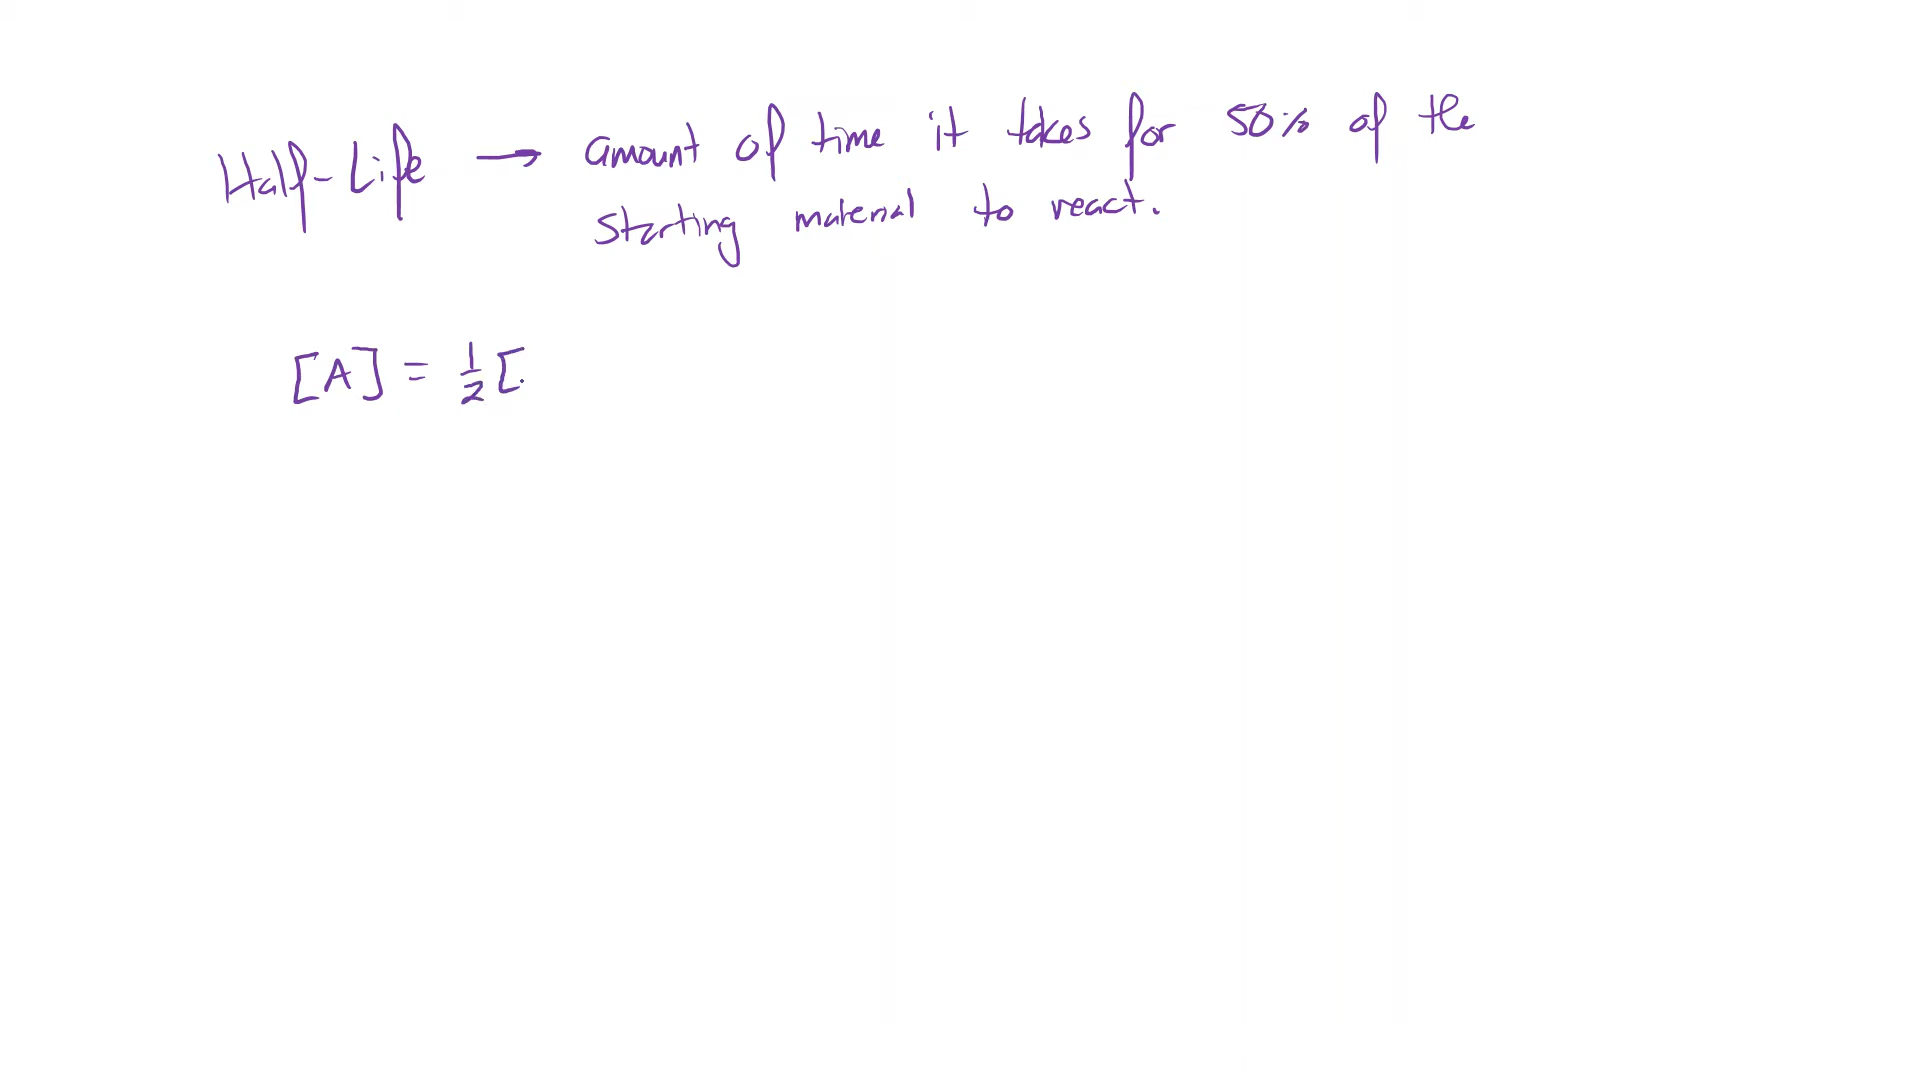 Half-Life → amount of time it takes for 50% of the
starting material to react.
[A] = 1/2 [